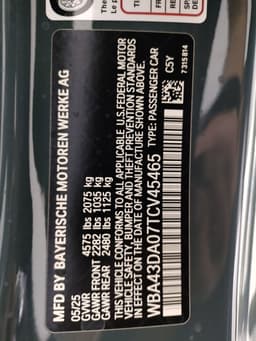 MFD BY BAYERISCHE MOTOREN WERKE AG
05/25
GVWR 4575 lbs 2075 kg
GAWR FRONT 2282 lbs 1035 kg
GAWR REAR 2480 lbs 1125 kg
THIS VEHICLE CONFORMS TO ALL APPLICABLE U.S.FEDERAL MOTOR
VEHICLE SAFETY, BUMPER AND THEFT PREVENTION STANDARDS
IN EFFECT ON THE DATE OF MANUFACTURE SHOWN ABOVE.
WBA43DA07TCV45465 TYPE: PASSENGER CAR
C5Y
7315814